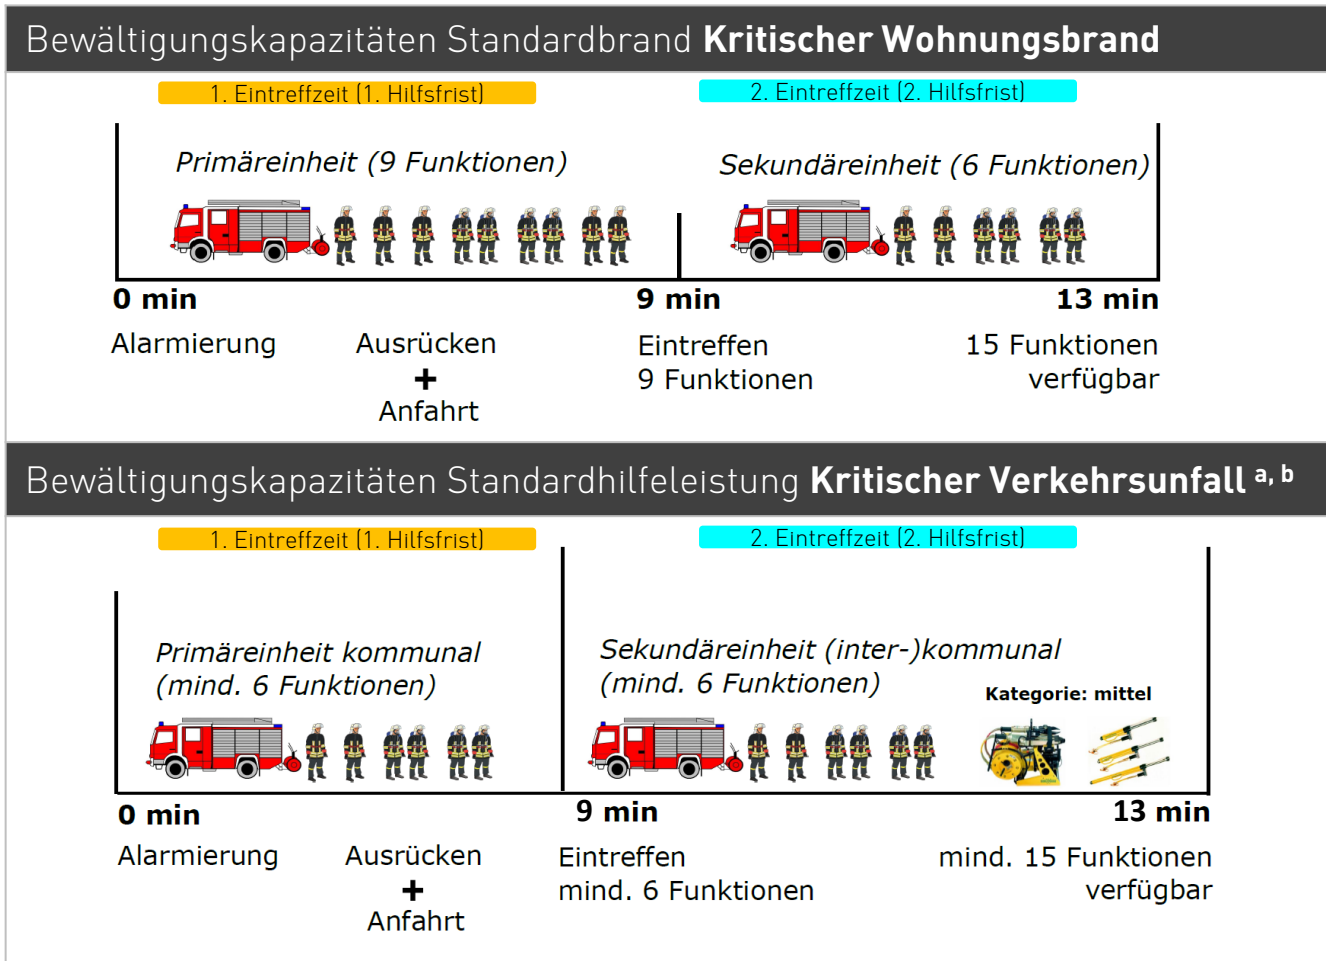 Bewältigungskapazitäten Standardbrand Kritischer Wohnungsbrand
1. Eintreffzeit (1. Hilfsfrist)
2. Eintreffzeit (2. Hilfsfrist)
Primäreinheit (9 Funktionen)
Sekundäreinheit (6 Funktionen)
0 min
9 min
13 min
Alarmierung
Ausrücken
+
Anfahrt
Eintreffen
9 Funktionen
15 Funktionen
verfügbar
Bewältigungskapazitäten Standardhilfeleistung Kritischer Verkehrsunfall a, b
1. Eintreffzeit (1. Hilfsfrist)
2. Eintreffzeit (2. Hilfsfrist)
Primäreinheit kommunal
(mind. 6 Funktionen)
Sekundäreinheit (inter-)kommunal
(mind. 6 Funktionen)
Kategorie: mittel
0 min
9 min
13 min
Alarmierung
Ausrücken
+
Anfahrt
Eintreffen
mind. 6 Funktionen
mind. 15 Funktionen
verfügbar